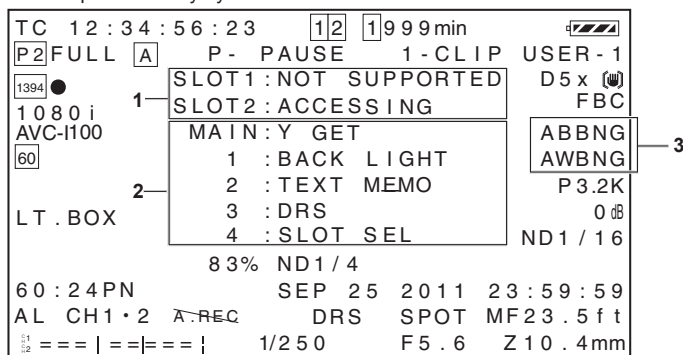 TC 12:34:56:23 12 1999min
P2 FULL A P-PAUSE 1-CLIP USER-1
1394 SLOT1:NOT SUPPORTED D5x
1 SLOT2:ACCESSING FBC
1080i
AVC-I100 MAIN:Y GET ABBNG 3
60 1 :BACK LIGHT AWBNG
2 2 :TEXT MEMO P3.2K
LT.BOX 3 :DRS 0dB
4 :SLOT SEL ND1/16
83% ND1/4
60:24PN SEP 25 2011 23:59:59
AL CH1・2 A.REC DRS SPOT MF23.5ft
1/250 F5.6 Z10.4mm